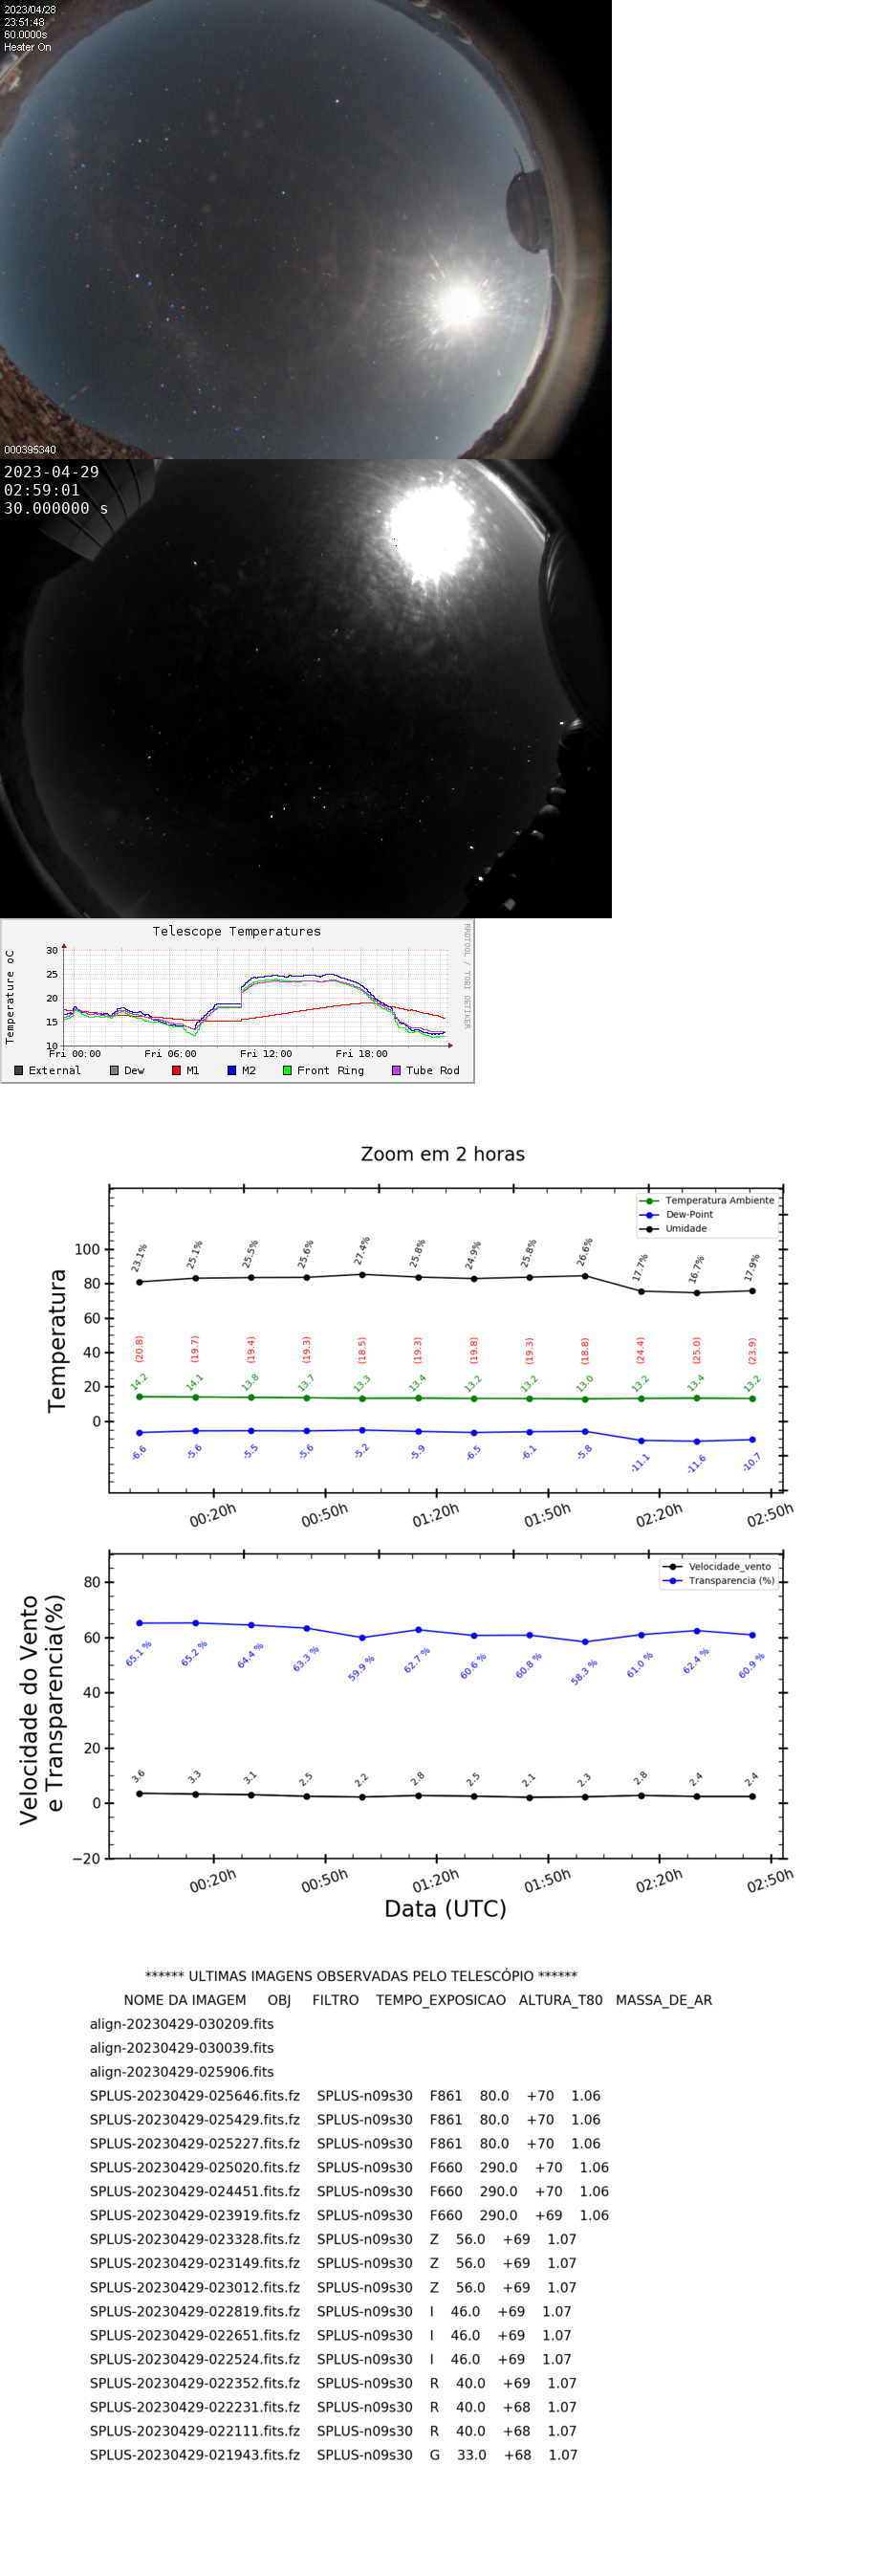 2023/04/28
23:51:48
60.0000s
Heater On
000395340
2023-04-29
02:59:01
30.000000 s
Telescope Temperatures
RRDTOOL / TOBI OETIKER
Temperature oC
30
25
20
15
10
Fri 00:00 Fri 06:00 Fri 12:00 Fri 18:00
External Dew M1 M2 Front Ring Tube Rod
Zoom em 2 horas
Temperatura Ambiente
Dew-Point
Umidade
Temperatura
100
80
60
40
20
0
23.1% 25.1% 25.5% 25.6% 27.4% 25.8% 24.9% 25.8% 26.6% 17.7% 16.7% 17.9%
(20.8) (19.7) (19.4) (19.3) (18.5) (19.3) (19.8) (19.3) (18.8) (24.4) (25.0) (23.9)
14.2 14.1 13.8 13.7 13.3 13.4 13.2 13.2 13.0 13.2 13.4 13.2
-6.6 -5.6 -5.5 -5.6 -5.2 -5.9 -6.5 -6.1 -5.8 -11.1 -11.6 -10.7
00:20h 00:50h 01:20h 01:50h 02:20h 02:50h
Velocidade_vento
Transparencia (%)
Velocidade do Vento
e Transparencia(%)
80
60
40
20
0
−20
65.1 % 65.2 % 64.4 % 63.3 % 59.9 % 62.7 % 60.6 % 60.8 % 58.3 % 61.0 % 62.4 % 60.9 %
3.6 3.3 3.1 2.5 2.2 2.8 2.5 2.1 2.3 2.8 2.4 2.4
00:20h 00:50h 01:20h 01:50h 02:20h 02:50h
Data (UTC)
****** ULTIMAS IMAGENS OBSERVADAS PELO TELESCÓPIO ******
NOME DA IMAGEM OBJ FILTRO TEMPO_EXPOSICAO ALTURA_T80 MASSA_DE_AR
align-20230429-030209.fits
align-20230429-030039.fits
align-20230429-025906.fits
SPLUS-20230429-025646.fits.fz SPLUS-n09s30 F861 80.0 +70 1.06
SPLUS-20230429-025429.fits.fz SPLUS-n09s30 F861 80.0 +70 1.06
SPLUS-20230429-025227.fits.fz SPLUS-n09s30 F861 80.0 +70 1.06
SPLUS-20230429-025020.fits.fz SPLUS-n09s30 F660 290.0 +70 1.06
SPLUS-20230429-024451.fits.fz SPLUS-n09s30 F660 290.0 +70 1.06
SPLUS-20230429-023919.fits.fz SPLUS-n09s30 F660 290.0 +69 1.06
SPLUS-20230429-023328.fits.fz SPLUS-n09s30 Z 56.0 +69 1.07
SPLUS-20230429-023149.fits.fz SPLUS-n09s30 Z 56.0 +69 1.07
SPLUS-20230429-023012.fits.fz SPLUS-n09s30 Z 56.0 +69 1.07
SPLUS-20230429-022819.fits.fz SPLUS-n09s30 I 46.0 +69 1.07
SPLUS-20230429-022651.fits.fz SPLUS-n09s30 I 46.0 +69 1.07
SPLUS-20230429-022524.fits.fz SPLUS-n09s30 I 46.0 +69 1.07
SPLUS-20230429-022352.fits.fz SPLUS-n09s30 R 40.0 +69 1.07
SPLUS-20230429-022231.fits.fz SPLUS-n09s30 R 40.0 +68 1.07
SPLUS-20230429-022111.fits.fz SPLUS-n09s30 R 40.0 +68 1.07
SPLUS-20230429-021943.fits.fz SPLUS-n09s30 G 33.0 +68 1.07